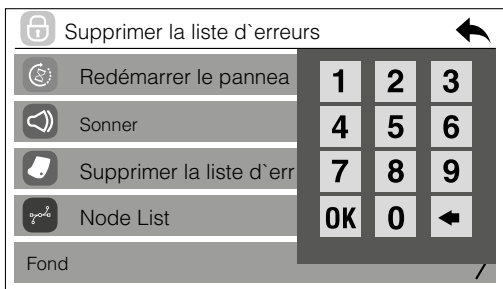 Supprimer la liste d`erreurs
Redémarrer le pannea
Sonner
Supprimer la liste d`err
Node List
Fond
1 2 3
4 5 6
7 8 9
OK 0